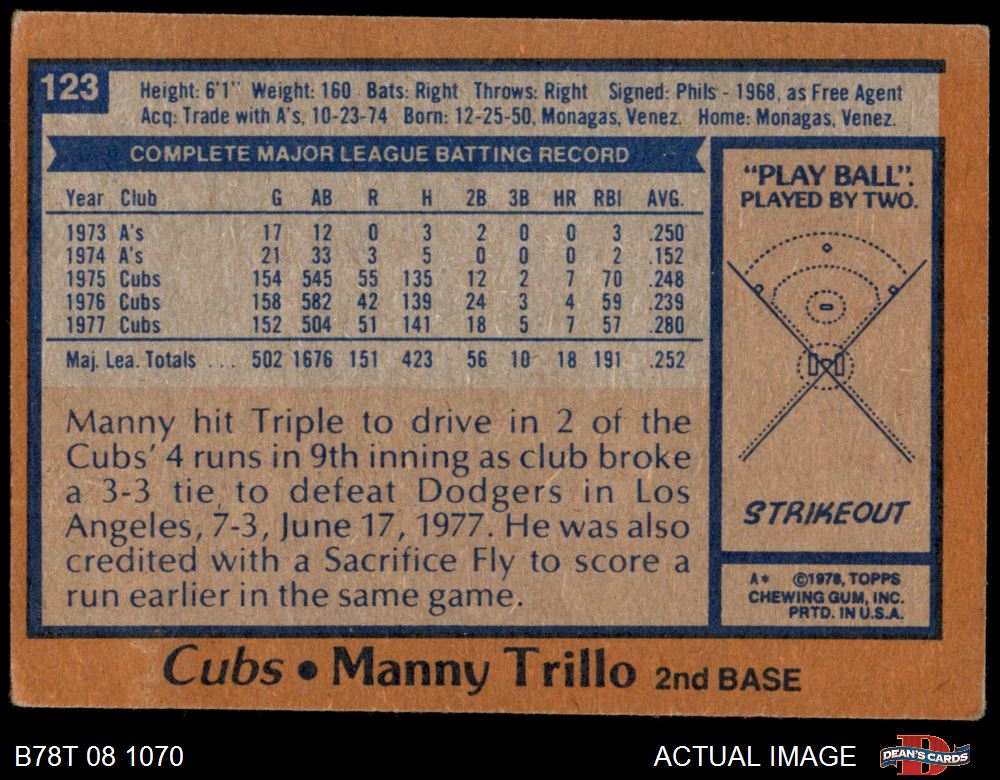 123
Height: 6'1" Weight: 160 Bats: Right Throws: Right Signed: Phils - 1968, as Free Agent
Acq: Trade with A's, 10-23-74 Born: 12-25-50, Monagas, Venez. Home: Monagas, Venez.
COMPLETE MAJOR LEAGUE BATTING RECORD
Year Club G AB R H 2B 3B HR RBI AVG.
1973 A's 17 12 0 3 2 0 0 3 .250
1974 A's 21 33 3 5 0 0 0 2 .152
1975 Cubs 154 545 55 135 12 2 7 70 .248
1976 Cubs 158 582 42 139 24 3 4 59 .239
1977 Cubs 152 504 51 141 18 5 7 57 .280
Maj. Lea. Totals ... 502 1676 151 423 56 10 18 191 .252
Manny hit Triple to drive in 2 of the
Cubs' 4 runs in 9th inning as club broke
a 3-3 tie to defeat Dodgers in Los
Angeles, 7-3, June 17, 1977. He was also
credited with a Sacrifice Fly to score a
run earlier in the same game.
"PLAY BALL".
PLAYED BY TWO.
STRIKEOUT
A* ©1978, TOPPS
CHEWING GUM, INC.
PRTD. IN U.S.A.
Cubs • Manny Trillo 2nd BASE
B78T 08 1070
ACTUAL IMAGE
DEAN'S CARDS